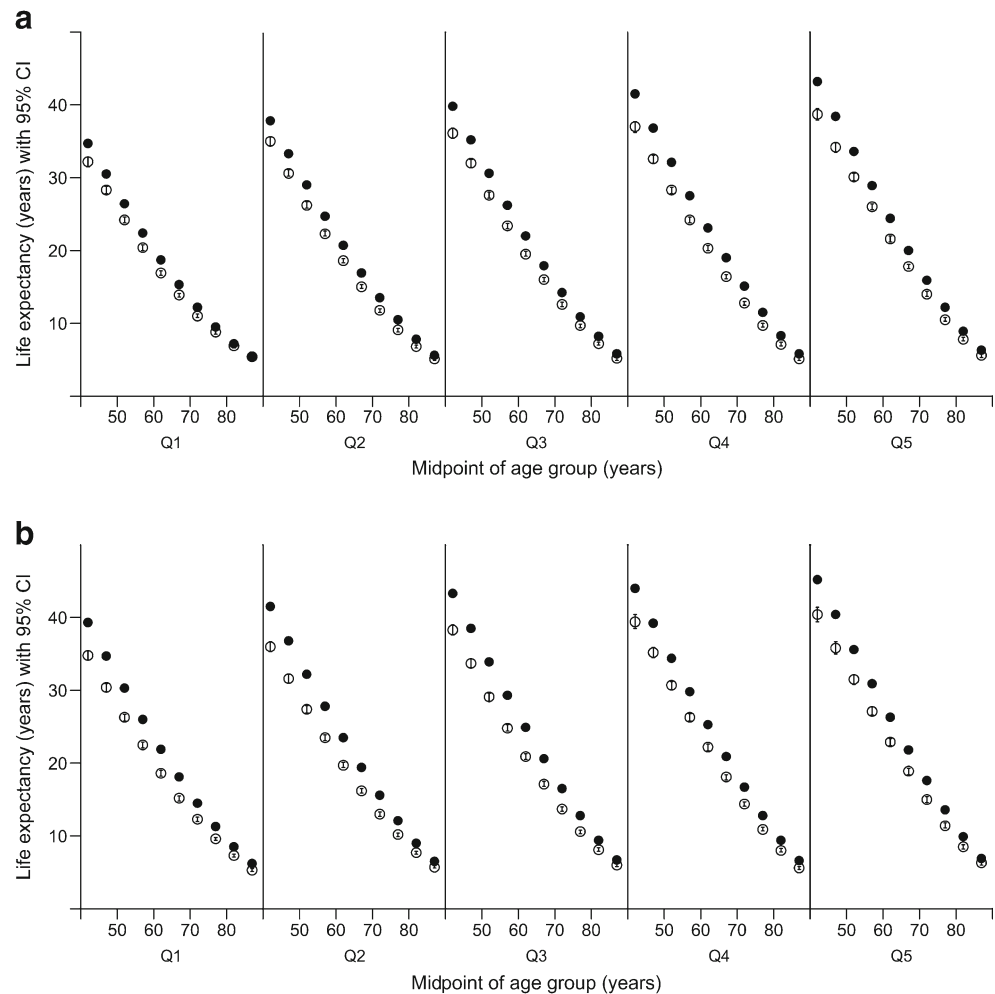 a
Life expectancy (years) with 95% CI
40
30
20
10
50 60 70 80 50 60 70 80 50 60 70 80 50 60 70 80 50 60 70 80
Q1 Q2 Q3 Q4 Q5
Midpoint of age group (years)
b
Life expectancy (years) with 95% CI
40
30
20
10
50 60 70 80 50 60 70 80 50 60 70 80 50 60 70 80 50 60 70 80
Q1 Q2 Q3 Q4 Q5
Midpoint of age group (years)